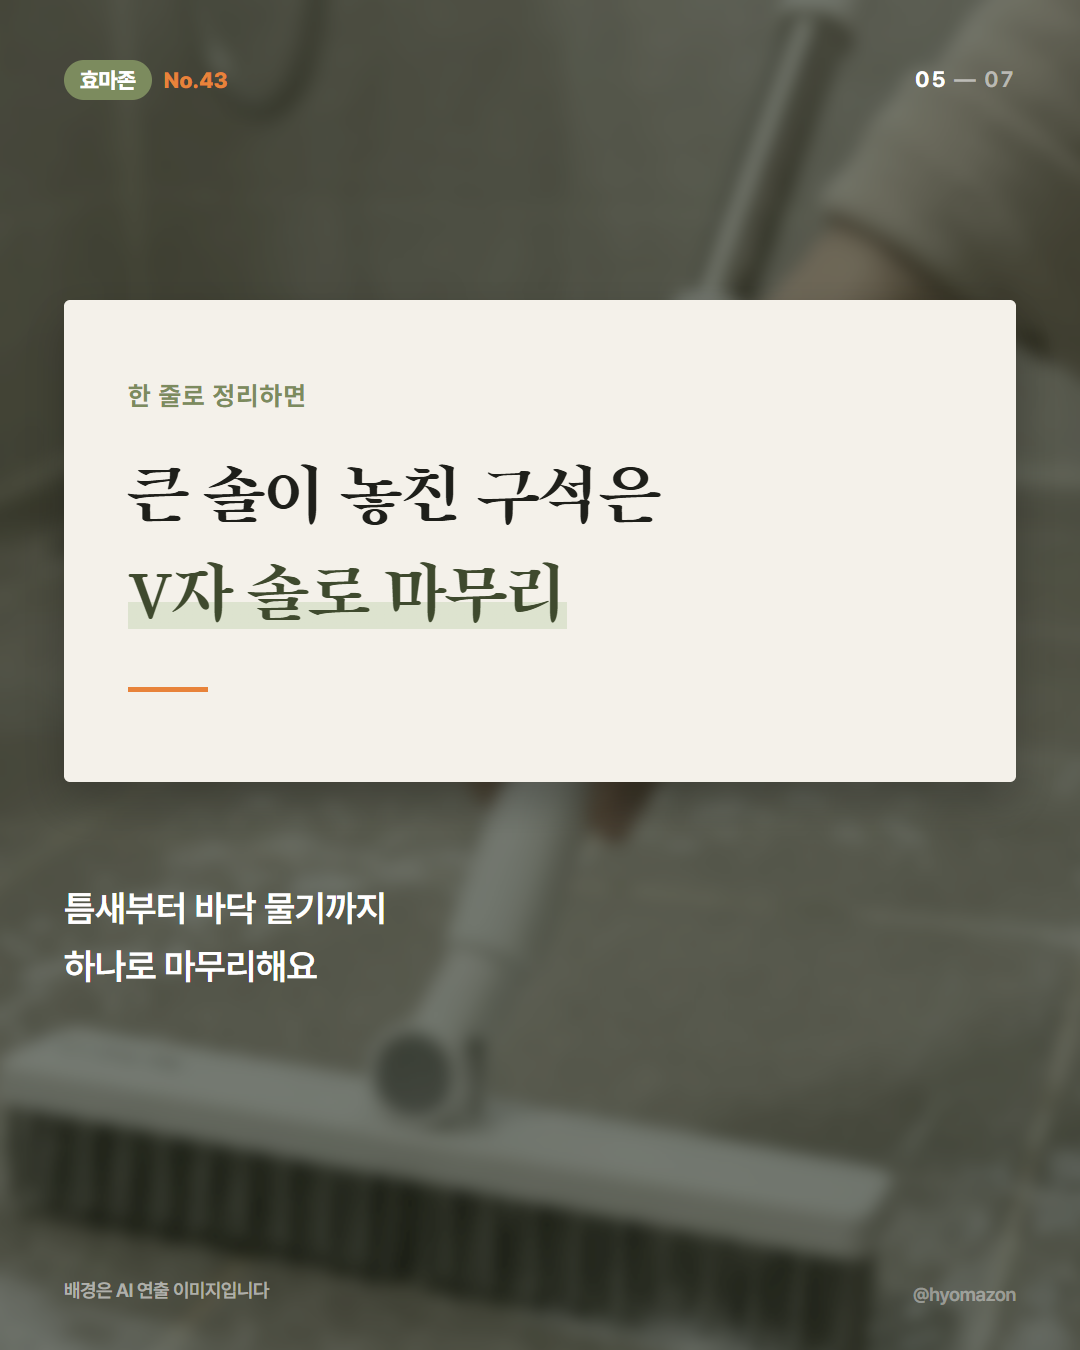 효마존 No.43
05 — 07
한 줄로 정리하면
큰 솔이 놓친 구석은
V자 솔로 마무리
틈새부터 바닥 물기까지
하나로 마무리해요
배경은 AI 연출 이미지입니다
@hyomazon